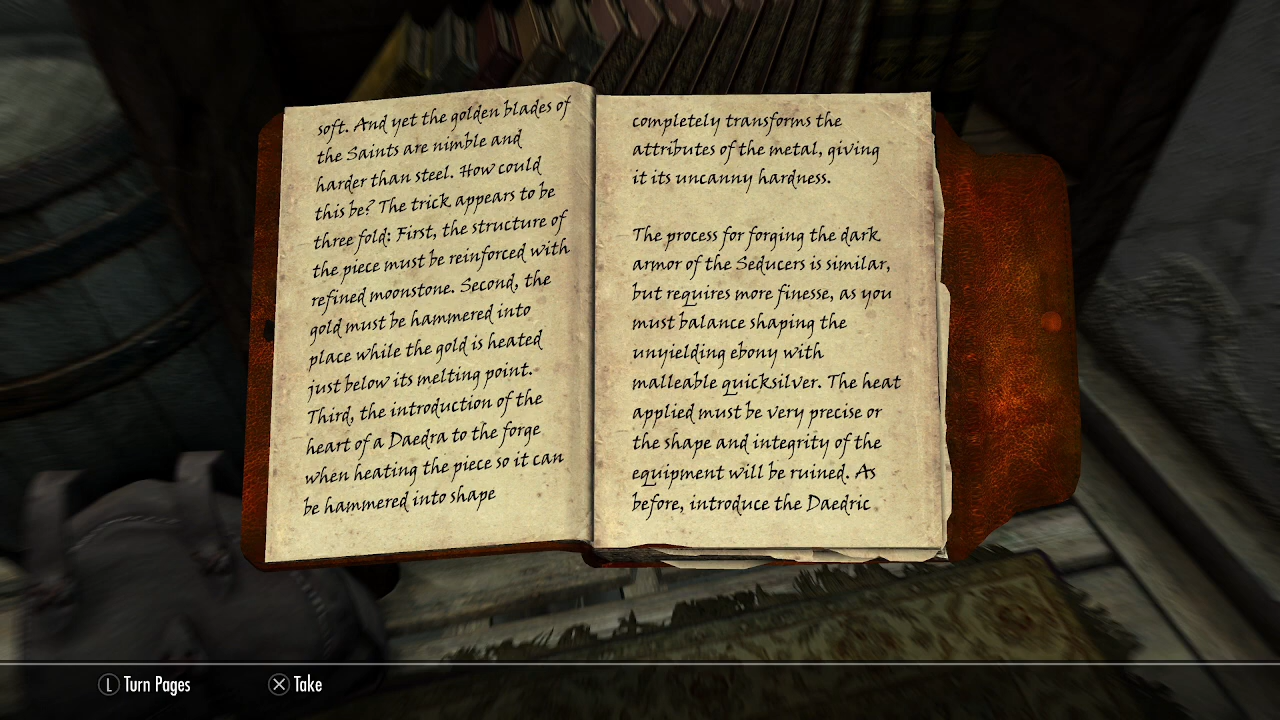 soft. And yet the golden blades of
the Saints are nimble and
harder than steel. How could
this be? The trick appears to be
three fold: First, the structure of
the piece must be reinforced with
refined moonstone. Second, the
gold must be hammered into
place while the gold is heated
just below its melting point.
Third, the introduction of the
heart of a Daedra to the forge
when heating the piece so it can
be hammered into shape
completely transforms the
attributes of the metal, giving
it its uncanny hardness.
The process for forging the dark
armor of the Seducers is similar,
but requires more finesse, as you
must balance shaping the
unyielding ebony with
malleable quicksilver. The heat
applied must be very precise or
the shape and integrity of the
equipment will be ruined. As
before, introduce the Daedric
L Turn Pages
X Take